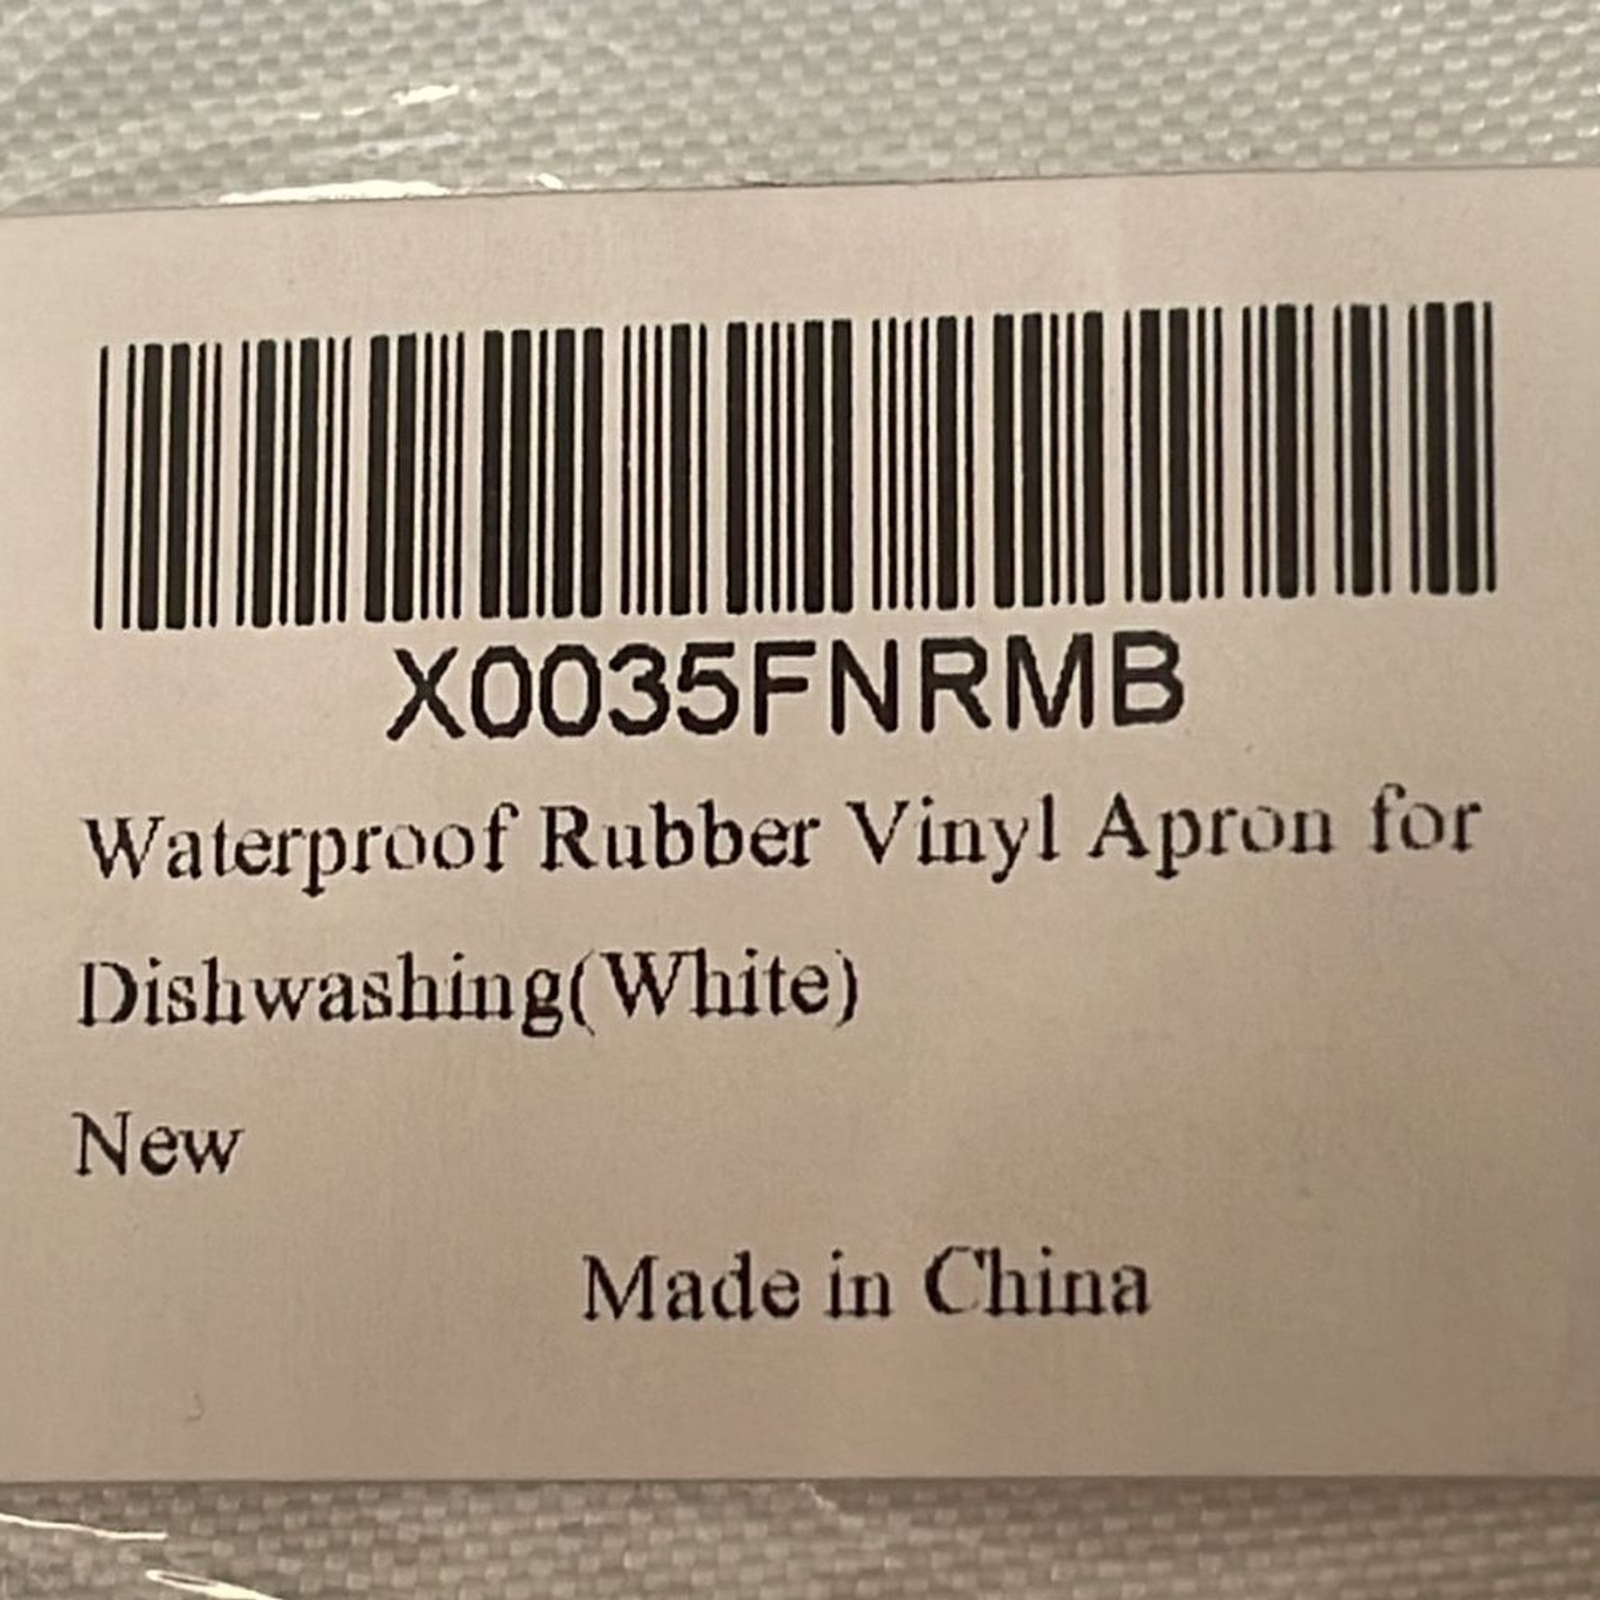 X0035FNRMB
Waterproof Rubber Vinyl Apron for
Dishwashing(White)
New
Made in China